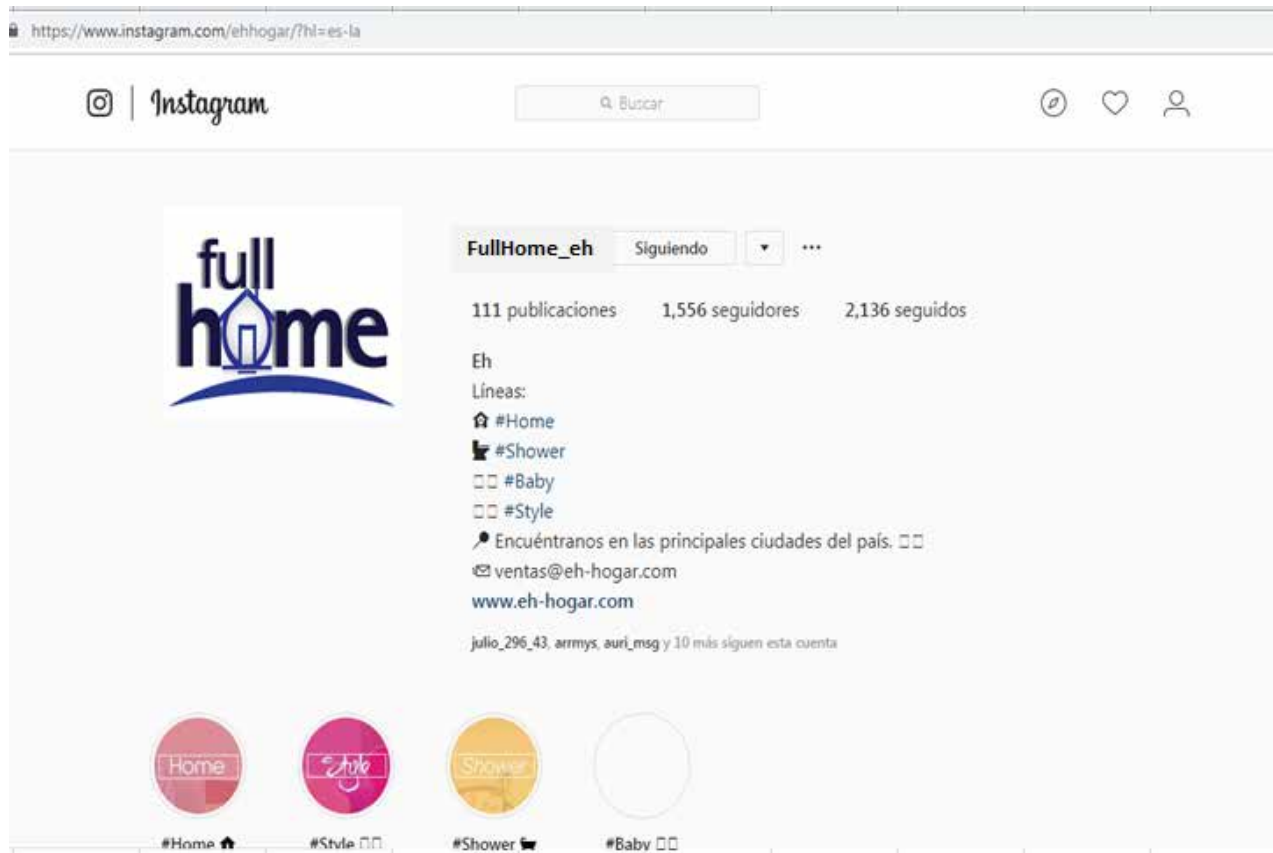 https://www.instagram.com/ehhogar/?hl=es-la
Instagram
Buscar
full
home
FullHome_eh Siguiendo
111 publicaciones 1,556 seguidores 2,136 seguidos
Eh
Líneas:
#Home
#Shower
#Baby
#Style
Encuéntranos en las principales ciudades del país.
ventas@eh-hogar.com
www.eh-hogar.com
julio_296_43, arrmys, auri_msg y 10 más siguen esta cuenta
Home Style Shower
#Home #Style #Shower #Baby